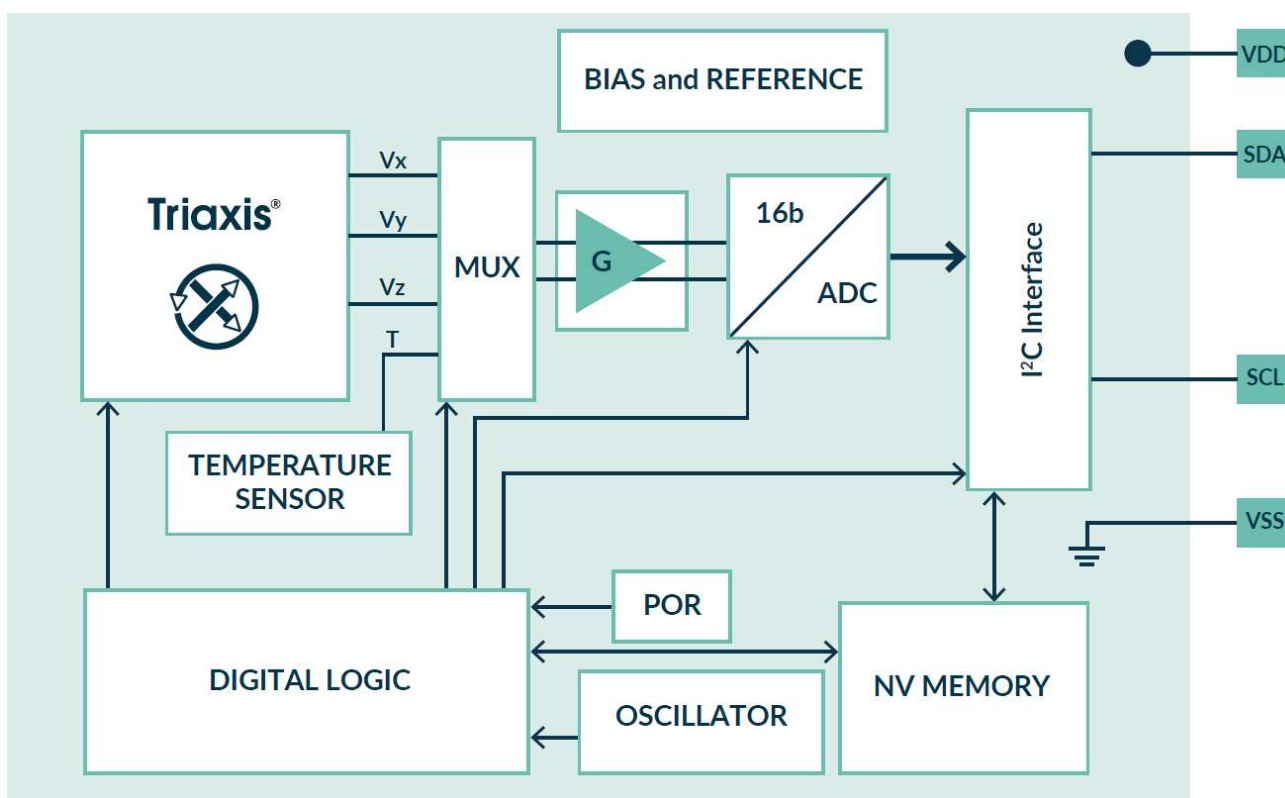 BIAS and REFERENCE
VDD
SDA
Triaxis®
Vx
Vy
Vz
T
MUX
G
16b
ADC
I²C Interface
SCL
TEMPERATURE
SENSOR
VSS
POR
DIGITAL LOGIC
NV MEMORY
OSCILLATOR